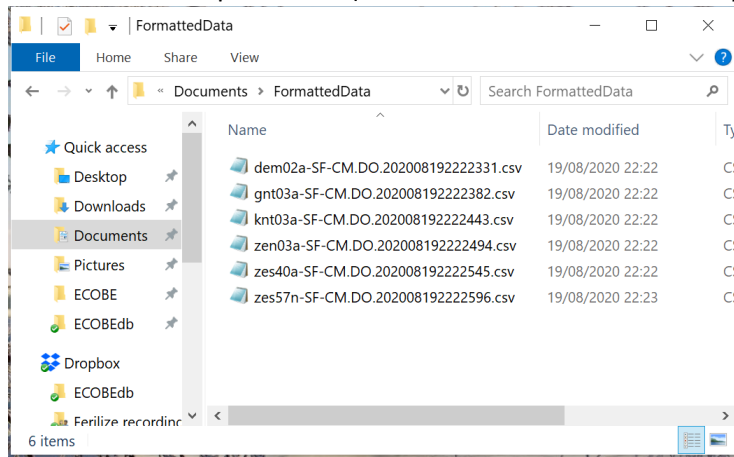 FormattedData
File Home Share View
Documents FormattedData Search FormattedData
Name Date modified
Quick access
Desktop
Downloads
Documents
Pictures
ECOBE
ECOBEdb
Dropbox
ECOBEdb
dem02a-SF-CM.DO.202008192222331.csv 19/08/2020 22:22
gnt03a-SF-CM.DO.202008192222382.csv 19/08/2020 22:22
knt03a-SF-CM.DO.202008192222443.csv 19/08/2020 22:22
zen03a-SF-CM.DO.202008192222494.csv 19/08/2020 22:22
zes40a-SF-CM.DO.202008192222545.csv 19/08/2020 22:22
zes57n-SF-CM.DO.202008192222596.csv 19/08/2020 22:23
6 items